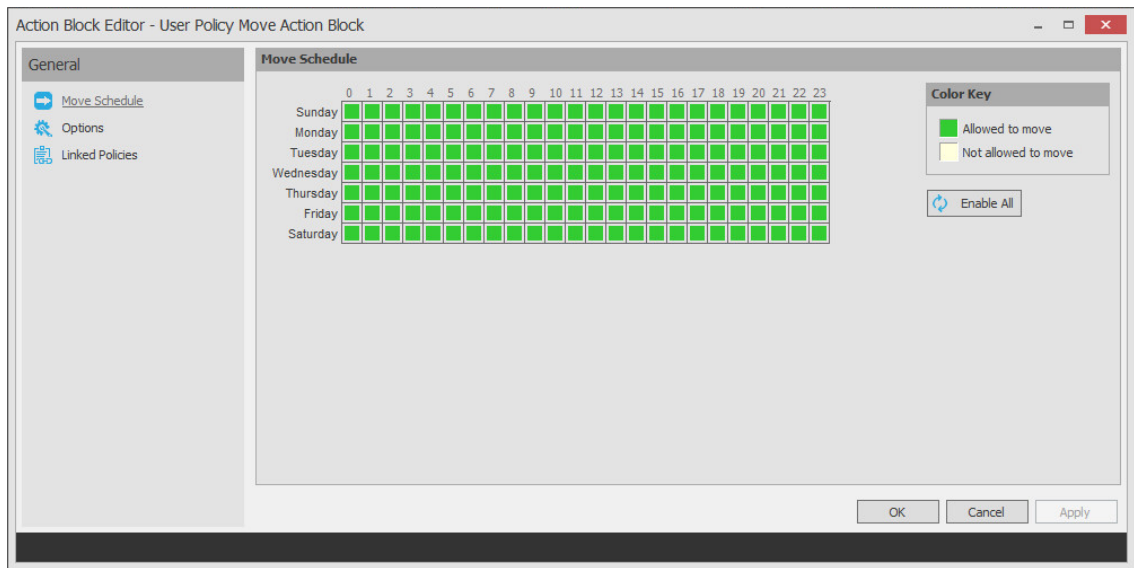 Action Block Editor - User Policy Move Action Block
General
Move Schedule
Options
Linked Policies
Move Schedule
0 1 2 3 4 5 6 7 8 9 10 11 12 13 14 15 16 17 18 19 20 21 22 23
Sunday
Monday
Tuesday
Wednesday
Thursday
Friday
Saturday
Color Key
Allowed to move
Not allowed to move
Enable All
OK Cancel Apply